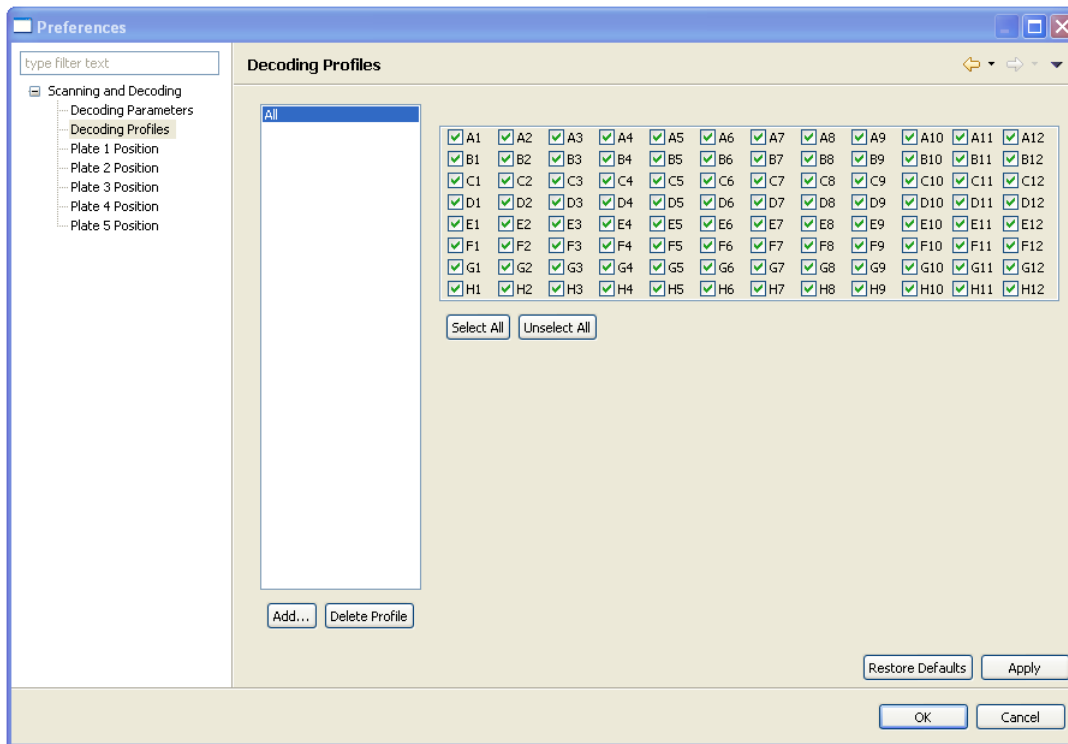 Preferences
type filter text
Scanning and Decoding
Decoding Parameters
Decoding Profiles
Plate 1 Position
Plate 2 Position
Plate 3 Position
Plate 4 Position
Plate 5 Position
Decoding Profiles
All
A1 A2 A3 A4 A5 A6 A7 A8 A9 A10 A11 A12
B1 B2 B3 B4 B5 B6 B7 B8 B9 B10 B11 B12
C1 C2 C3 C4 C5 C6 C7 C8 C9 C10 C11 C12
D1 D2 D3 D4 D5 D6 D7 D8 D9 D10 D11 D12
E1 E2 E3 E4 E5 E6 E7 E8 E9 E10 E11 E12
F1 F2 F3 F4 F5 F6 F7 F8 F9 F10 F11 F12
G1 G2 G3 G4 G5 G6 G7 G8 G9 G10 G11 G12
H1 H2 H3 H4 H5 H6 H7 H8 H9 H10 H11 H12
Select All Unselect All
Add... Delete Profile
Restore Defaults Apply
OK Cancel